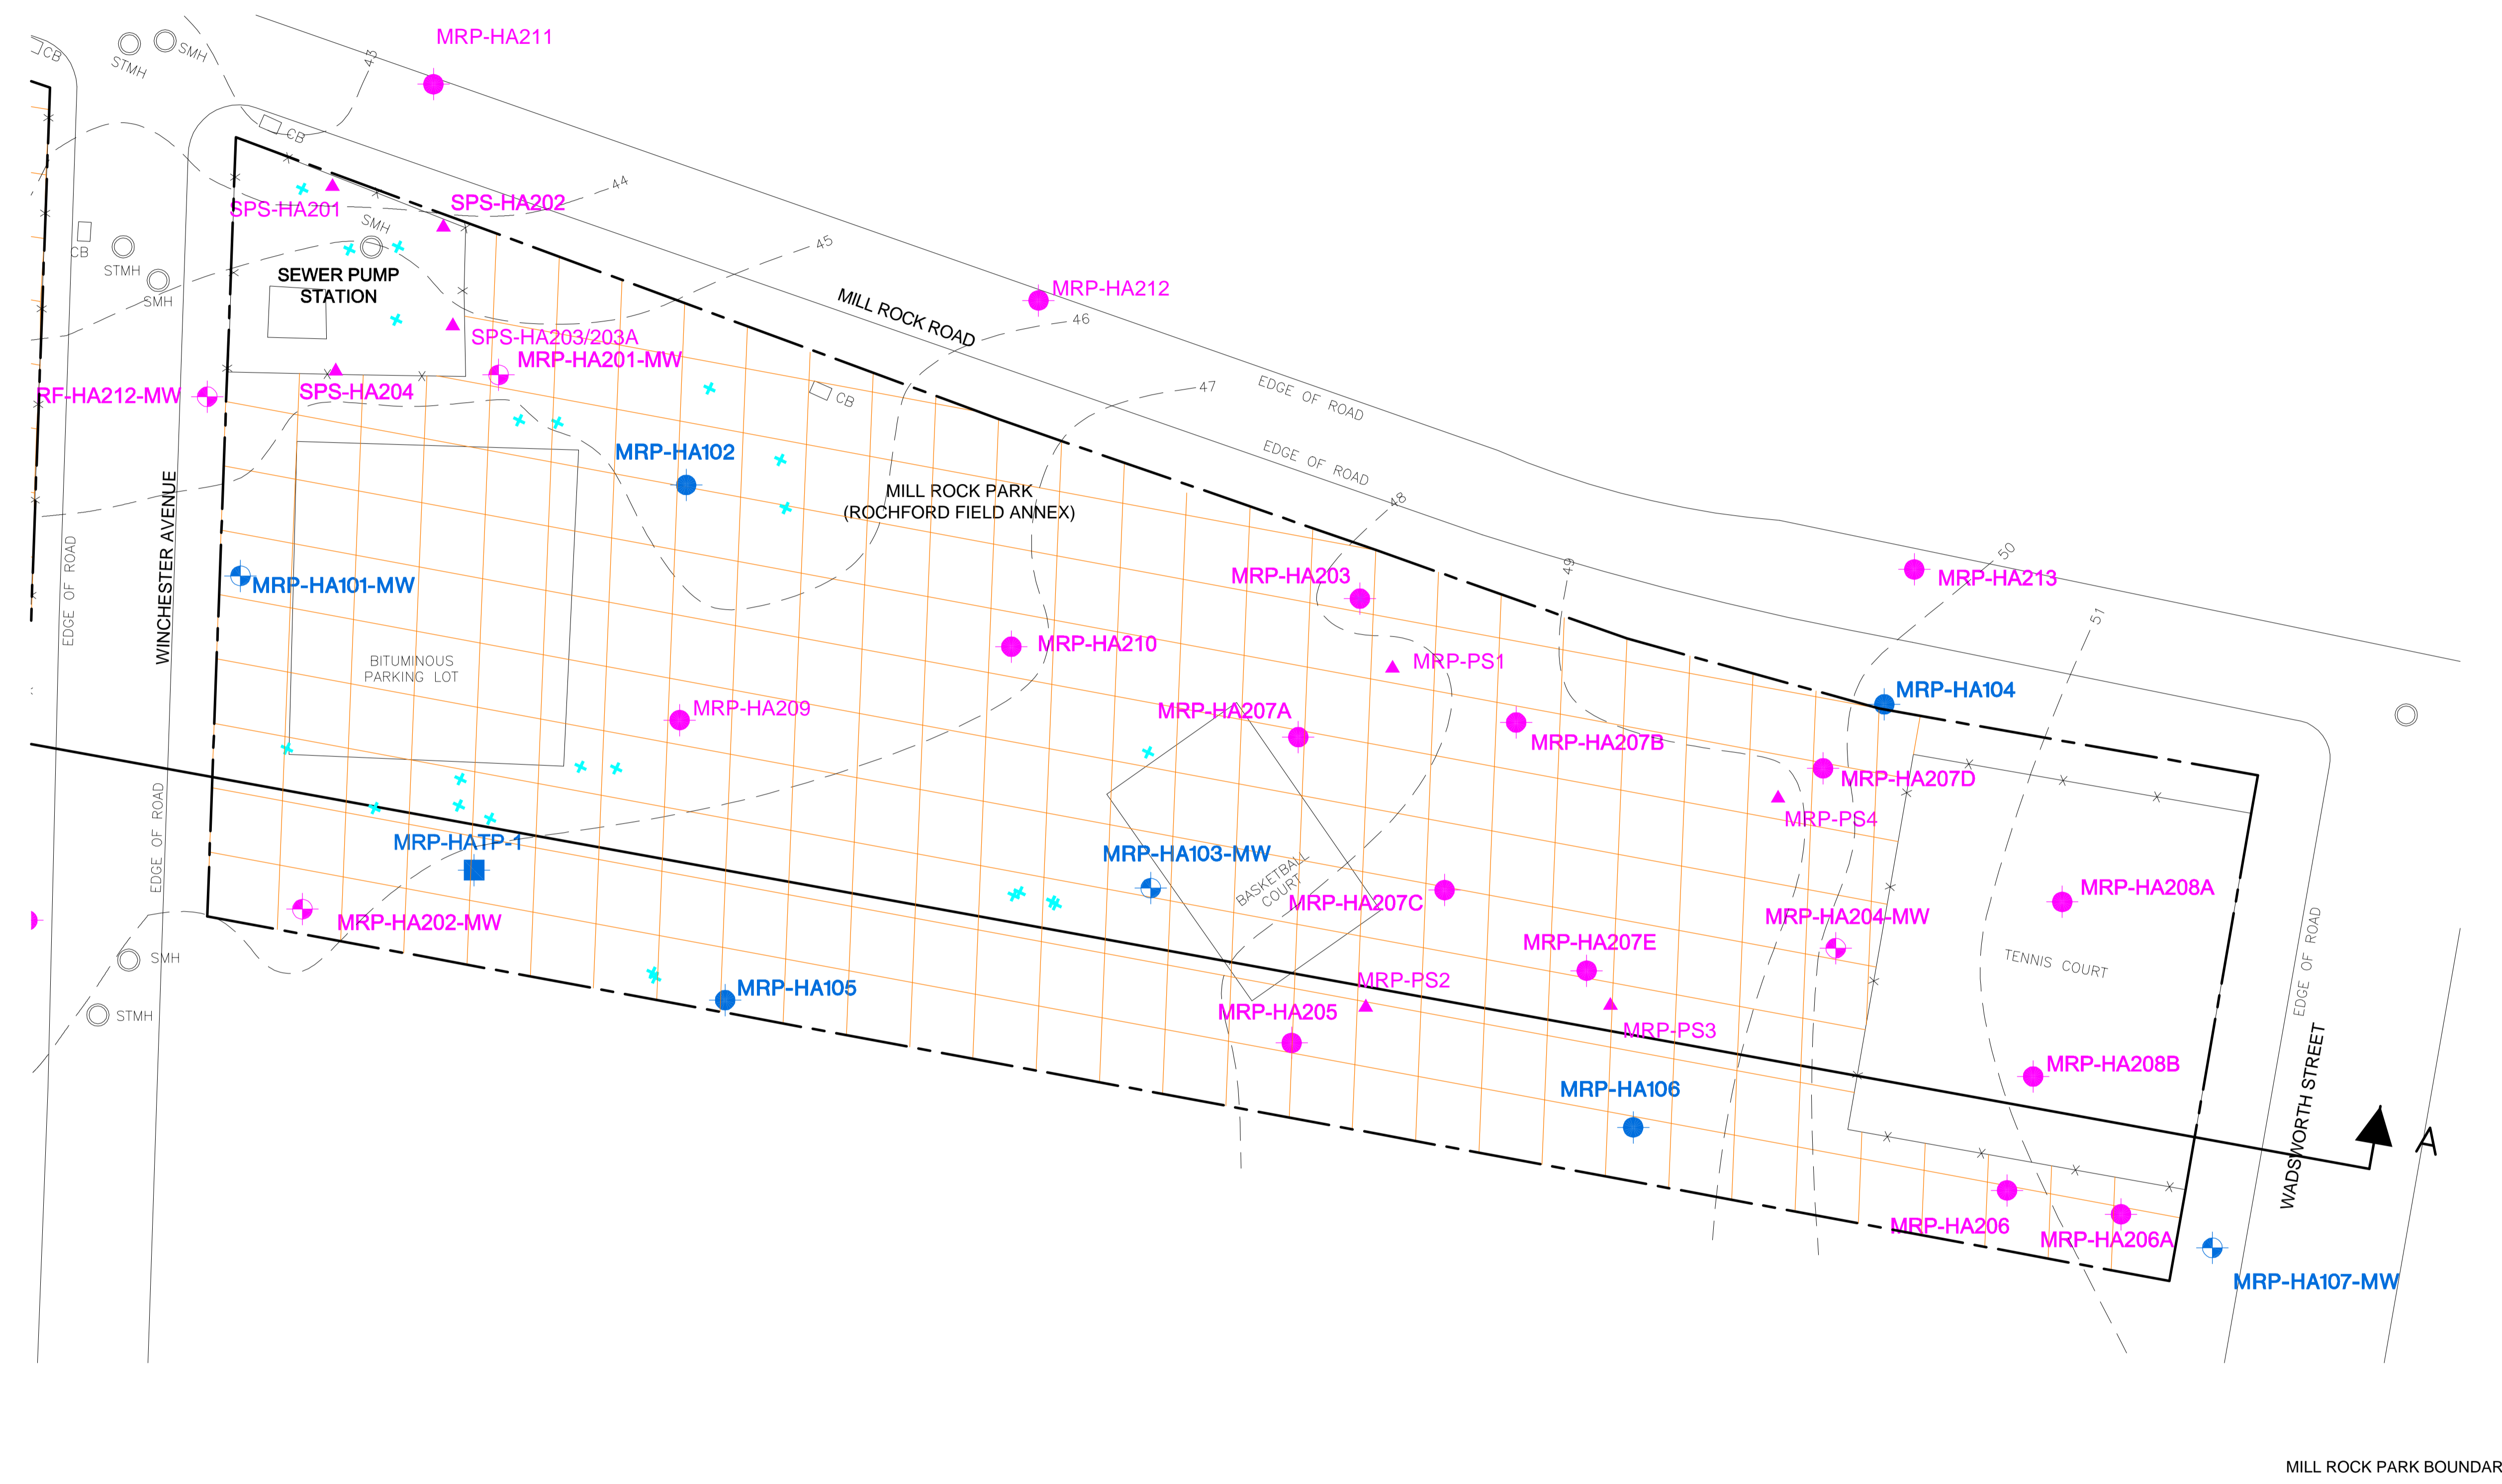 MRP-HA211
CB
STMH
SMH
43
CB
44
SPS-HA201
SPS-HA202
SMH
CB
STMH
SMH
45
SEWER PUMP
STATION
MRP-HA212
MILL ROCK ROAD
46
SPS-HA203/203A
MRP-HA201-MW
SPS-HA204
RF-HA212-MW
47
EDGE OF ROAD
CB
MRP-HA102
EDGE OF ROAD
MILL ROCK PARK
(ROCHFORD FIELD ANNEX)
48
49
50
51
WINCHESTER AVENUE
EDGE OF ROAD
MRP-HA101-MW
MRP-HA203
MRP-HA213
MRP-HA210
BITUMINOUS
PARKING LOT
MRP-PS1
MRP-HA104
MRP-HA209
MRP-HA207A
MRP-HA207B
MRP-HA207D
MRP-PS4
EDGE OF ROAD
MRP-HATP-1
MRP-HA103-MW
BASKETBALL
COURT
MRP-HA207C
MRP-HA208A
MRP-HA204-MW
MRP-HA202-MW
MRP-HA207E
TENNIS COURT
EDGE OF ROAD
SMH
MRP-HA105
MRP-PS2
MRP-HA205
MRP-PS3
STMH
MRP-HA208B
MRP-HA106
WADSWORTH STREET
A
MRP-HA206
MRP-HA206A
MRP-HA107-MW
MILL ROCK PARK BOUNDAR